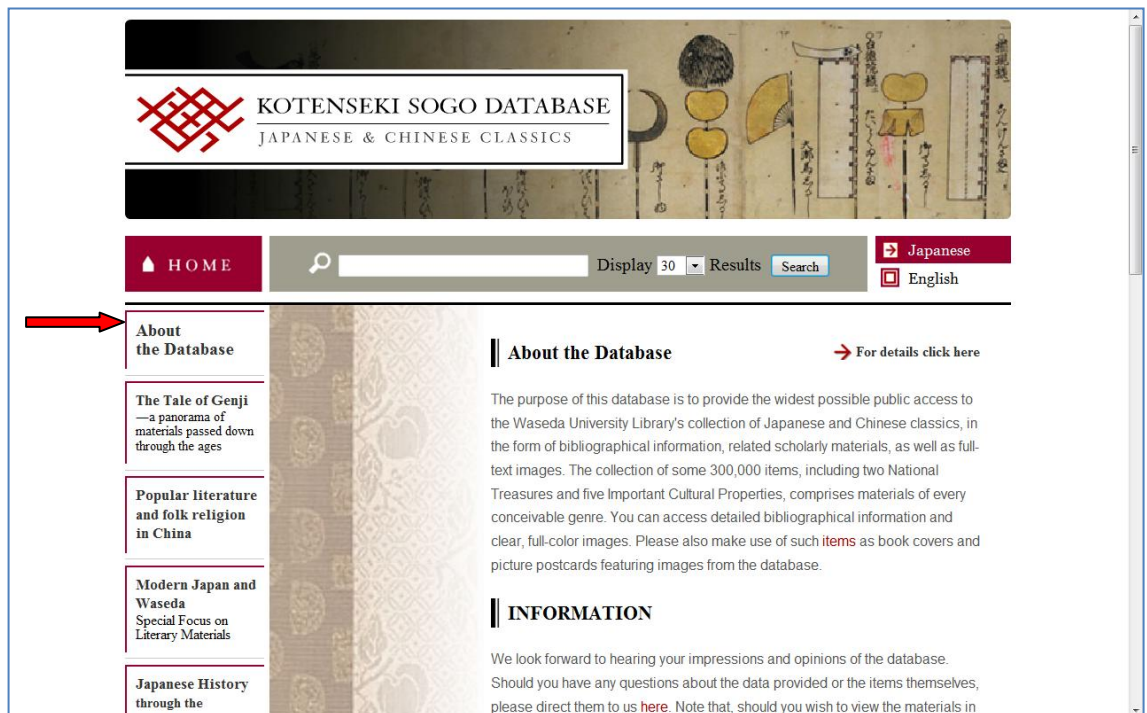 KOTENSEKI SOGO DATABASE
JAPANESE & CHINESE CLASSICS
HOME
Display 30 Results Search
Japanese
English
About
the Database
The Tale of Genji
—a panorama of
materials passed down
through the ages
Popular literature
and folk religion
in China
Modern Japan and
Waseda
Special Focus on
Literary Materials
Japanese History
through the
About the Database
For details click here
The purpose of this database is to provide the widest possible public access to
the Waseda University Library's collection of Japanese and Chinese classics, in
the form of bibliographical information, related scholarly materials, as well as full-
text images. The collection of some 300,000 items, including two National
Treasures and five Important Cultural Properties, comprises materials of every
conceivable genre. You can access detailed bibliographical information and
clear, full-color images. Please also make use of such items as book covers and
picture postcards featuring images from the database.
INFORMATION
We look forward to hearing your impressions and opinions of the database.
Should you have any questions about the data provided or the items themselves,
please direct them to us here. Note that, should you wish to view the materials in